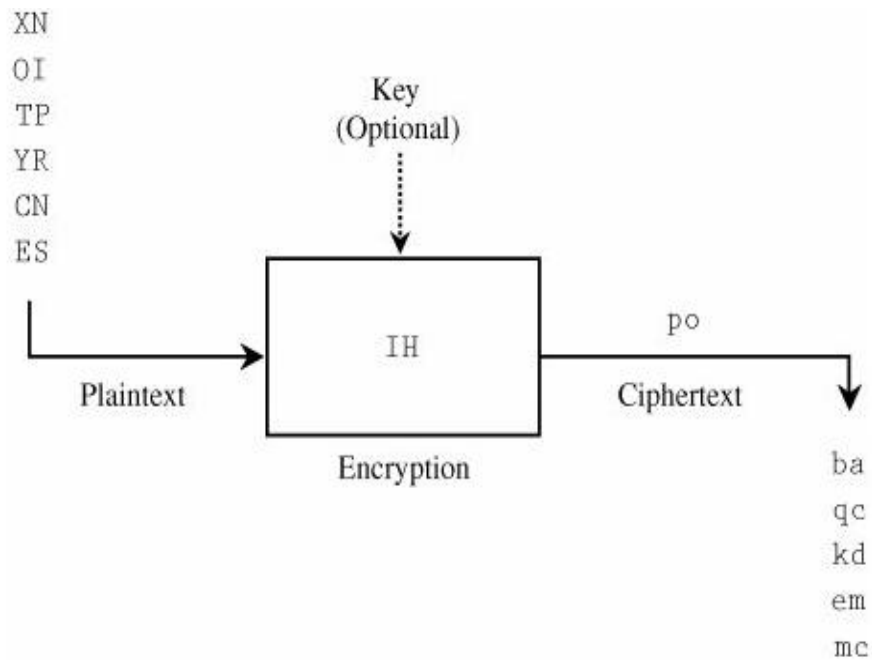 XN
OI
TP
YR
CN
ES
Key
(Optional)
IH
po
Plaintext
Ciphertext
Encryption
ba
qc
kd
em
mc